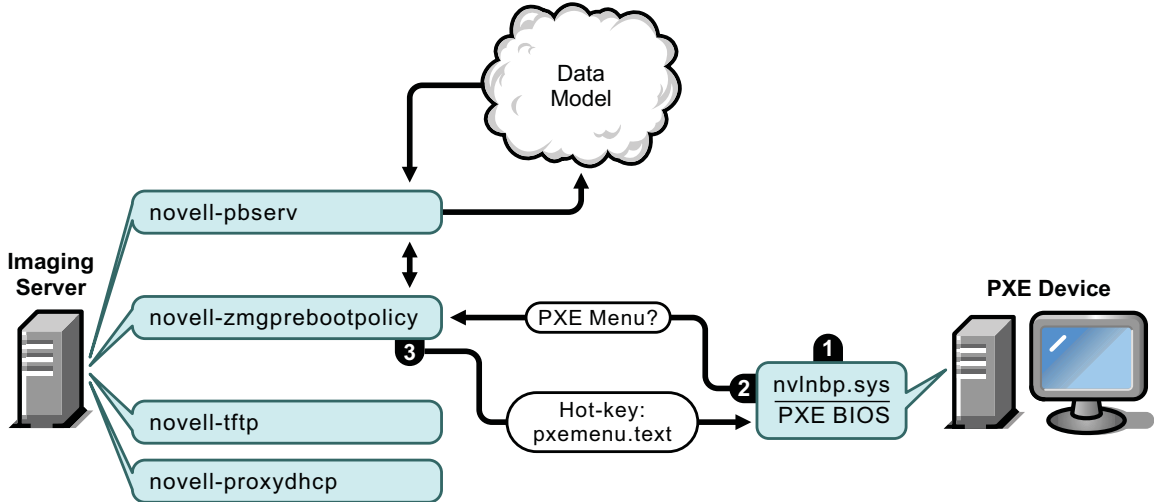 Data
Model
novell-pbserv
Imaging
Server
PXE Device
novell-zmgprebootpolicy
PXE Menu?
3
1
2
nvlnbp.sys
PXE BIOS
Hot-key:
pxemenu.text
novell-tftp
novell-proxydhcp